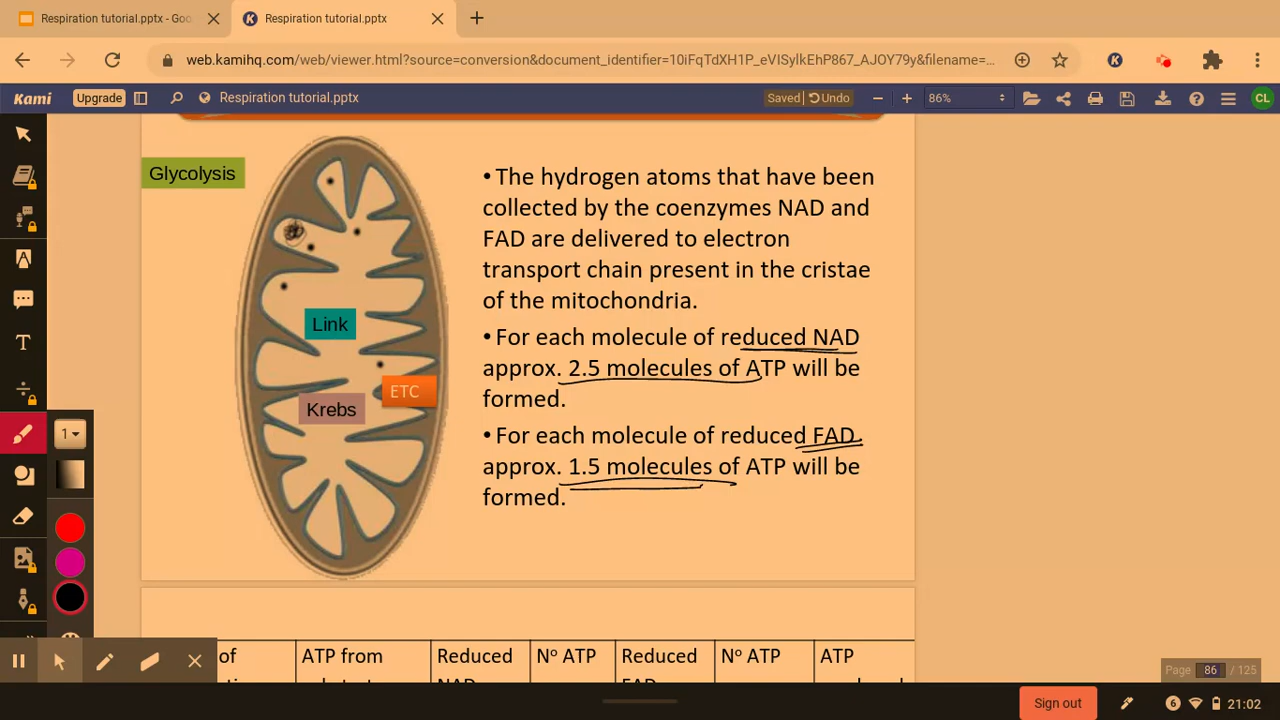 Respiration tutorial.pptx - Goo
Respiration tutorial.pptx
web.kamihq.com/web/viewer.html?source=conversion&document_identifier=10iFqTdXH1P_eVISylkEhP867_AJOY79y&filename=...
Kami Upgrade Respiration tutorial.pptx Saved Undo 86% CL
Glycolysis
• The hydrogen atoms that have been
collected by the coenzymes NAD and
FAD are delivered to electron
transport chain present in the cristae
of the mitochondria.
Link
• For each molecule of reduced NAD
approx. 2.5 molecules of ATP will be
formed.
ETC
Krebs
• For each molecule of reduced FAD
approx. 1.5 molecules of ATP will be
formed.
1
of ATP from Reduced Nº ATP Reduced Nº ATP ATP
NAD
Page 86 / 125
Sign out 6 21:02